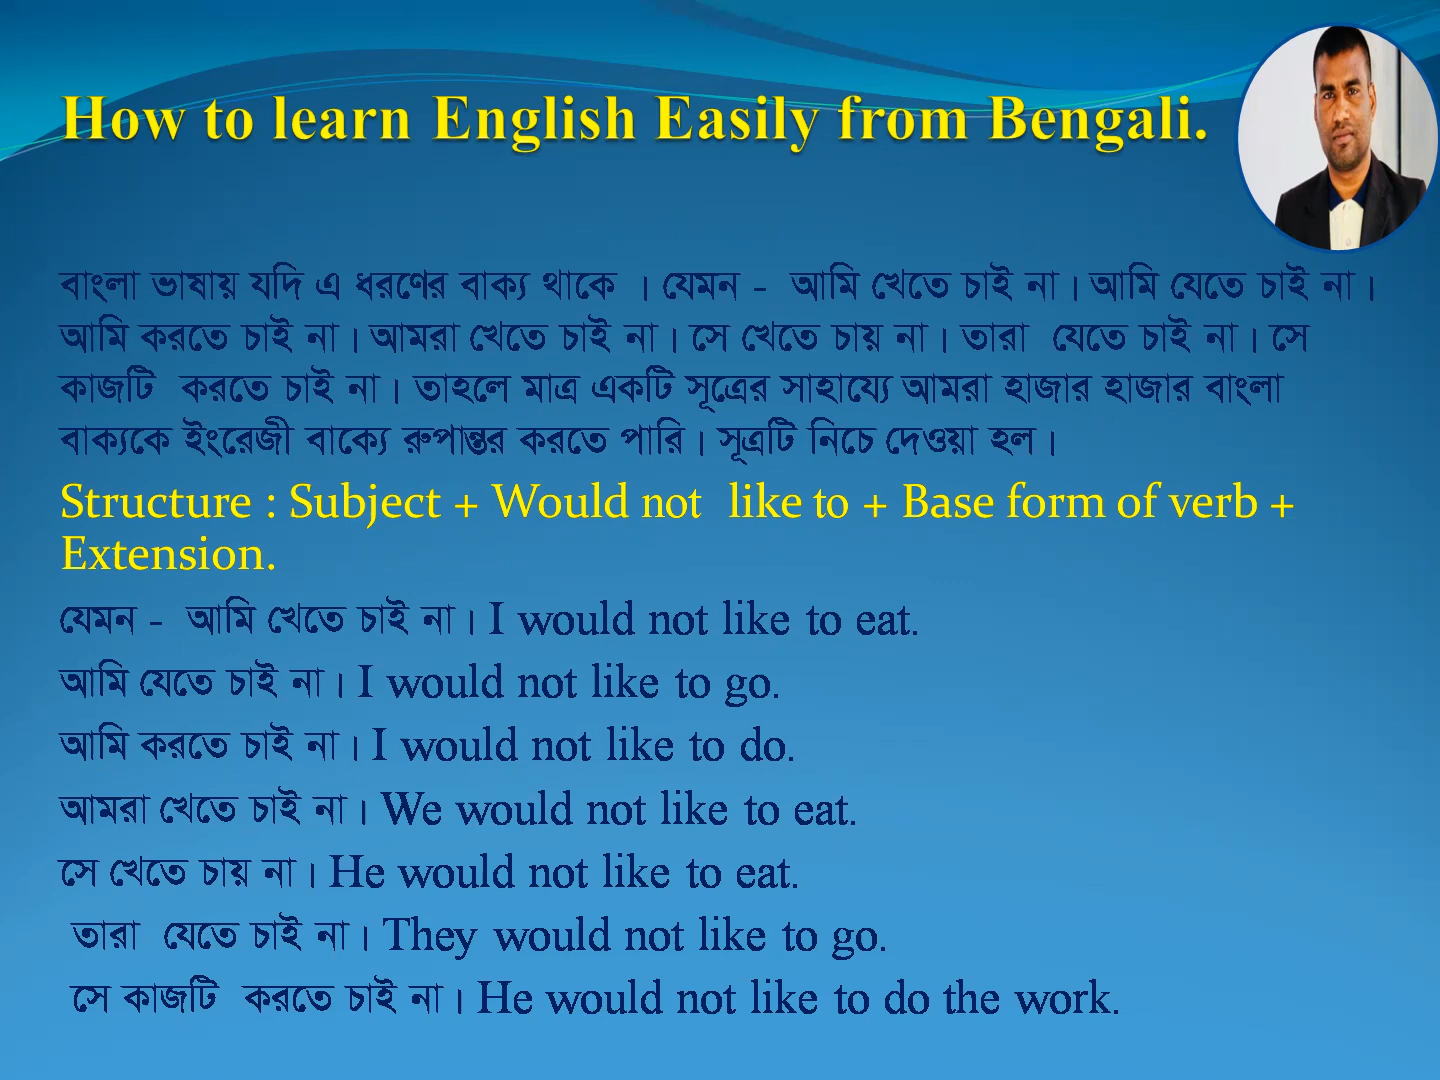 How to learn English Easily from Bengali.
বাংলা ভাষায় যদি এ ধরণের বাক্য থাকে । যেমন - আমি খেতে চাই না। আমি যেতে চাই না।
আমি করতে চাই না। আমরা খেতে চাই না। সে খেতে চায় না। তারা যেতে চাই না। সে
কাজটি করতে চাই না। তাহলে মাত্র একটি সূত্রের সাহায্যে আমরা হাজার হাজার বাংলা
বাক্যকে ইংরেজী বাক্যে রুপান্তর করতে পারি। সূত্রটি নিচে দেওয়া হল।
Structure : Subject + Would not like to + Base form of verb +
Extension.
যেমন - আমি খেতে চাই না। I would not like to eat.
আমি যেতে চাই না। I would not like to go.
আমি করতে চাই না। I would not like to do.
আমরা খেতে চাই না। We would not like to eat.
সে খেতে চায় না। He would not like to eat.
তারা যেতে চাই না। They would not like to go.
সে কাজটি করতে চাই না। He would not like to do the work.